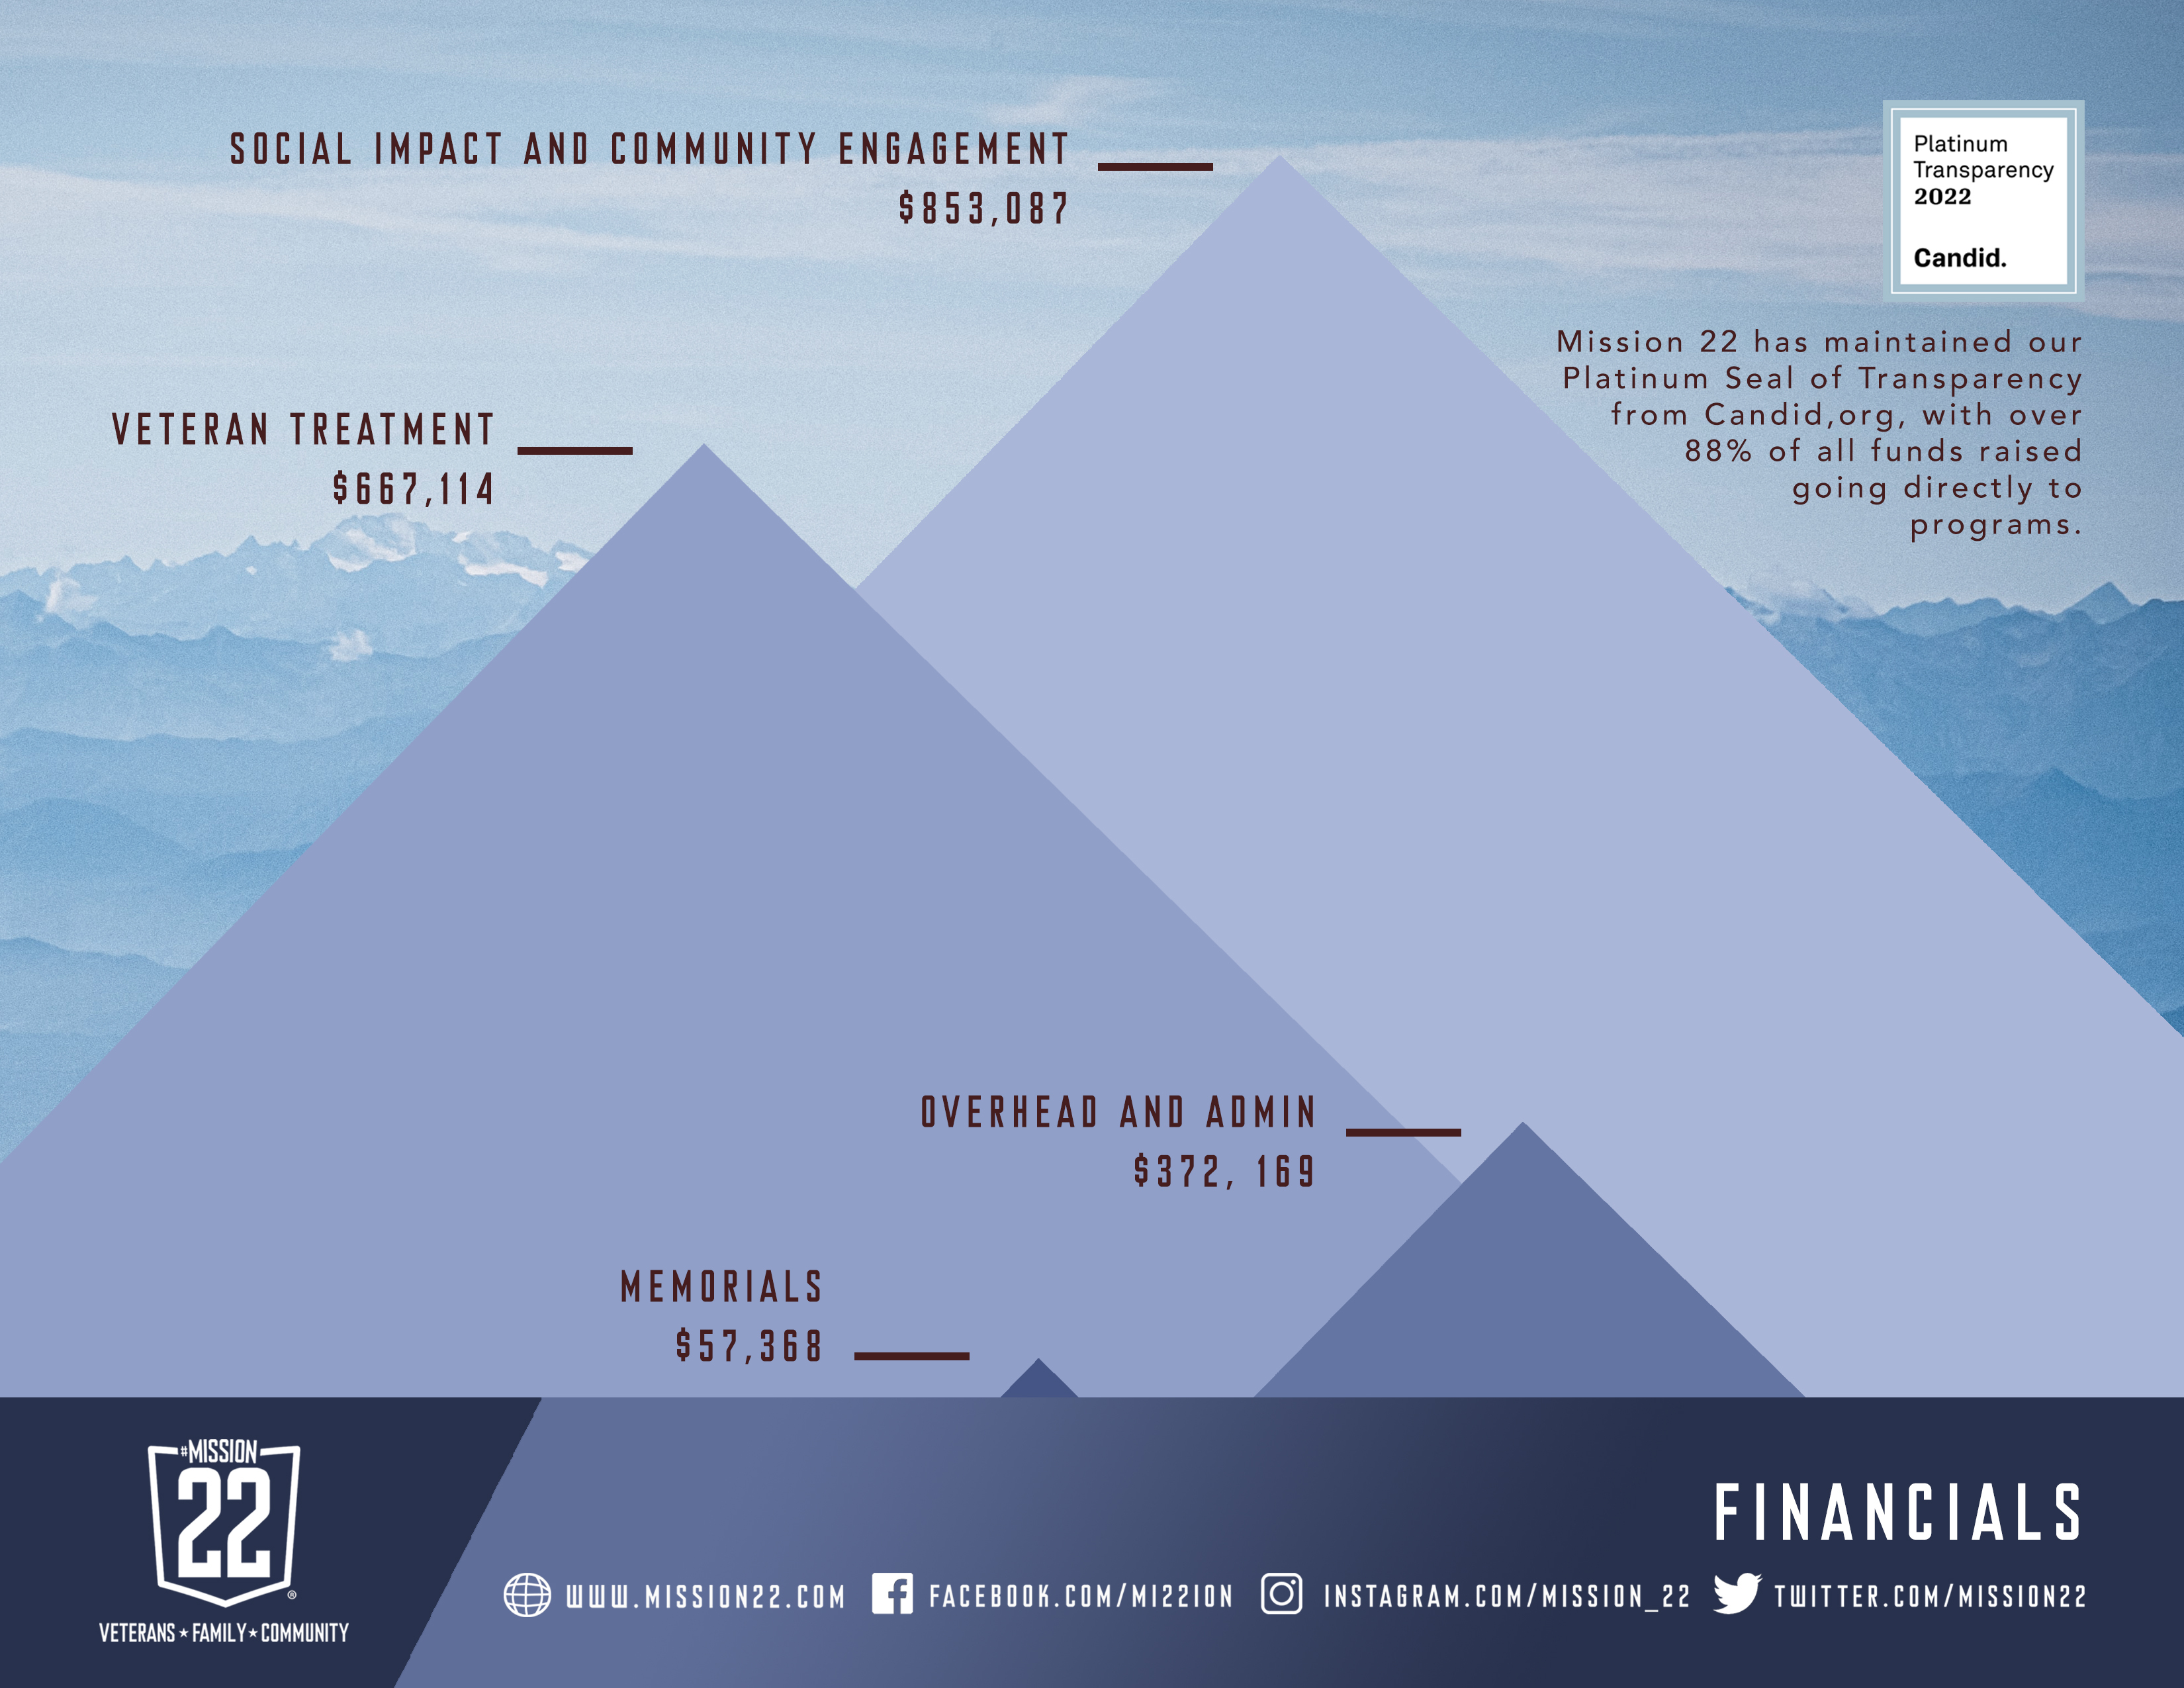 SOCIAL IMPACT AND COMMUNITY ENGAGEMENT
$853,087
Platinum
Transparency
2022
Candid.
Mission 22 has maintained our
Platinum Seal of Transparency
from Candid,org, with over
88% of all funds raised
going directly to
programs.
VETERAN TREATMENT
$667,114
OVERHEAD AND ADMIN
$372, 169
MEMORIALS
$57,368
#MISSION
22
®
VETERANS ★ FAMILY ★ COMMUNITY
FINANCIALS
WWW.MISSION22.COM
FACEBOOK.COM/MI22ION
INSTAGRAM.COM/MISSION_22
TWITTER.COM/MISSION22